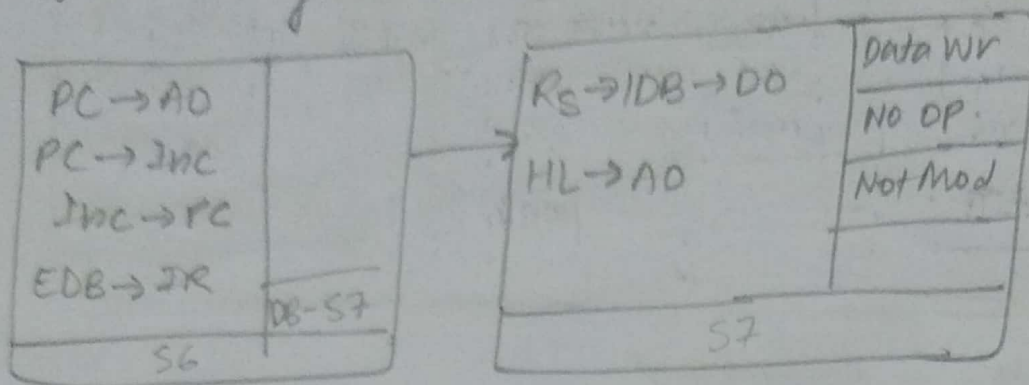 PC → AO
PC → Inc
Inc → PC
EDB → IR
DB-S7
S6
Rs → IDB → DO
HL → AO
Data Wr
NO OP.
Not Mod
S7